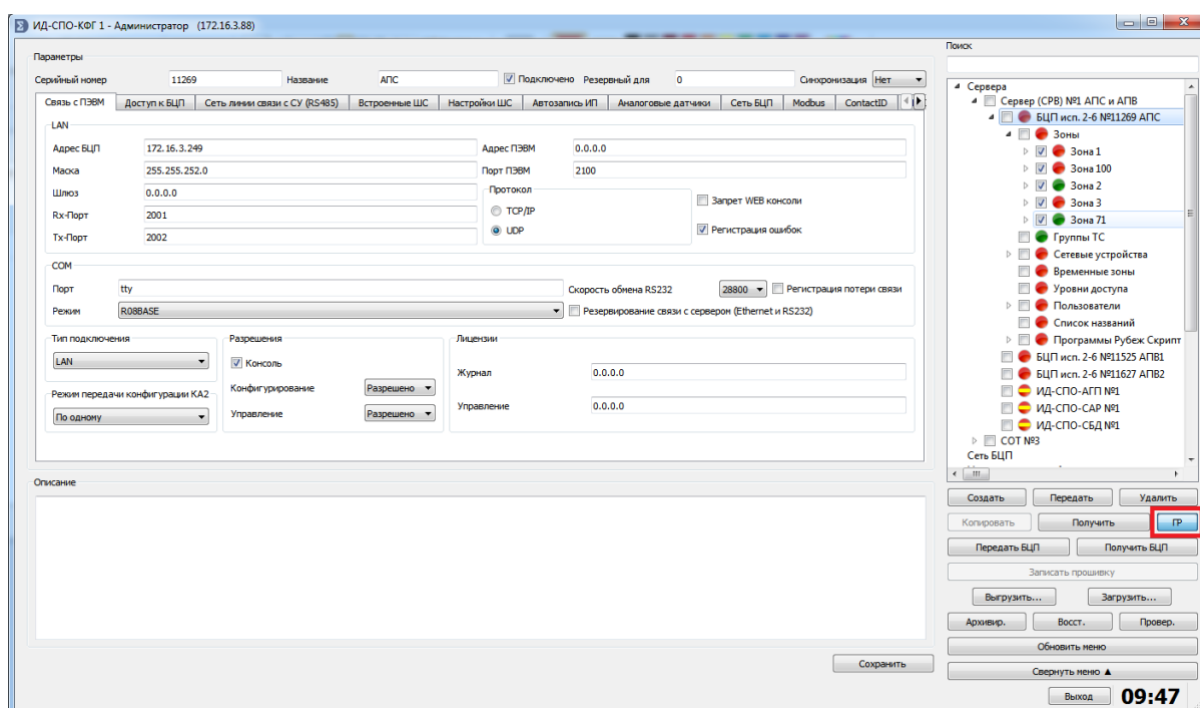 ИД-СПО-КФГ 1 - Администратор (172.16.3.88)
Параметры
Серийный номер 11269 Название АПС Подключено Резервный для 0 Синхронизация Нет
Связь с ПЭВМ Доступ к БЦП Сеть линии связи с СУ (RS485) Встроенные ШС Настройки ШС Автозапись ИП Аналоговые датчики Сеть БЦП Modbus ContactID
LAN
Адрес БЦП 172.16.3.249 Адрес ПЭВМ 0.0.0.0
Маска 255.255.252.0 Порт ПЭВМ 2100
Шлюз 0.0.0.0
Rx-Порт 2001
Tx-Порт 2002
Протокол
TCP/IP
UDP
Запрет WEB консоли
Регистрация ошибок
COM
Порт tty Скорость обмена RS232 28800 Регистрация потери связи
Режим R08BASE Резервирование связи с сервером (Ethernet и RS232)
Тип подключения
LAN
Режим передачи конфигурации КА2
По одному
Разрешения
Консоль
Конфигурирование Разрешено
Управление Разрешено
Лицензии
Журнал 0.0.0.0
Управление 0.0.0.0
Описание
Сохранить
Поиск
Сервера
Сервер (СРВ) №1 АПС и АПВ
БЦП исп. 2-6 №11269 АПС
Зоны
Зона 1
Зона 100
Зона 2
Зона 3
Зона 71
Группы ТС
Сетевые устройства
Временные зоны
Уровни доступа
Пользователи
Список названий
Программы Рубеж Скрипт
БЦП исп. 2-6 №11525 АПВ1
БЦП исп. 2-6 №11627 АПВ2
ИД-СПО-АГП №1
ИД-СПО-САР №1
ИД-СПО-СБД №1
СОТ №3
Сеть БЦП
Создать Передать Удалить
Копировать Получить ГР
Передать БЦП Получить БЦП
Записать прошивку
Выгрузить... Загрузить...
Архивир. Восст. Провер.
Обновить меню
Свернуть меню ▲
Выход 09:47